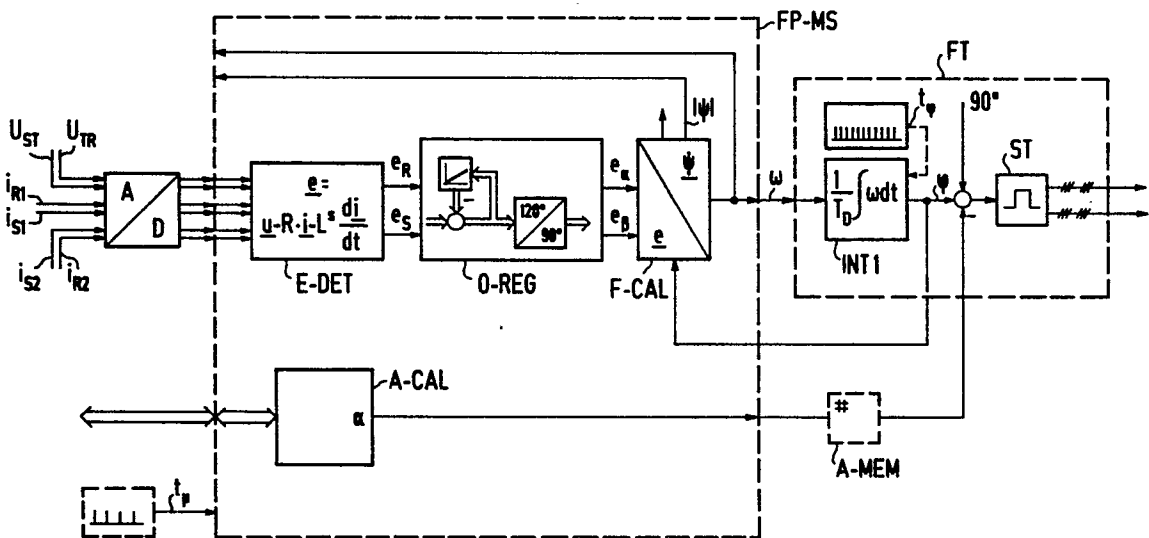 FP-MS
FT
U_ST U_TR
i_R1
i_S1
i_S2 i_R2
A
D
e=
u-R·i-L^s di/dt
E-DET
e_R
e_S
120°
90°
O-REG
e_α
e_β
|ψ|
ψ
e
F-CAL
ω
t_φ
90°
1/T_D ∫ωdt
INT1
φ
-
ST
A-CAL
α
#
A-MEM
t_μ